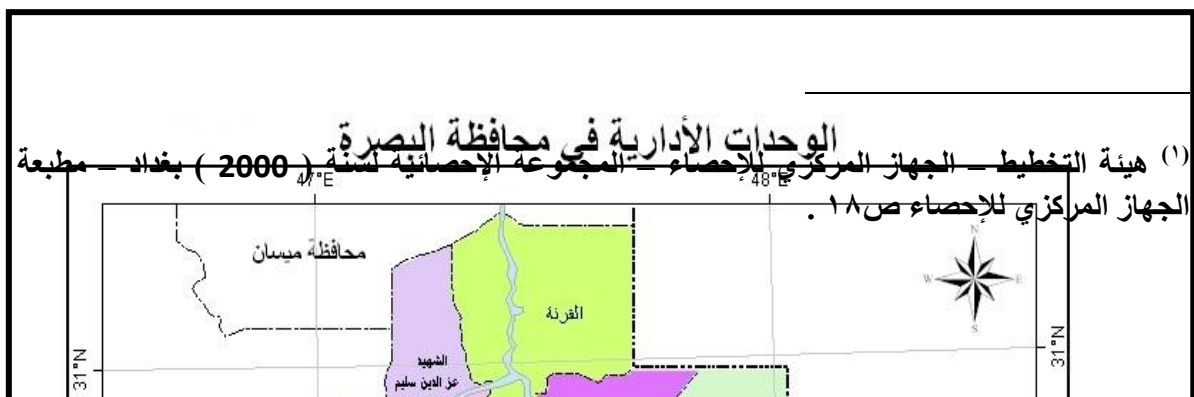 الوحدات الأدارية في محافظة البصرة
(١) هيئة التخطيط – الجهاز المركزي للإحصاء – المجموعة الإحصائية لسنة ( 2000 ) بغداد – مطبعة
الجهاز المركزي للإحصاء ص١٨ .
47°E
48°E
N
W
E
S
محافظة ميسان
القرنة
الشهيد
عز الدين سليم
31°N
31°N